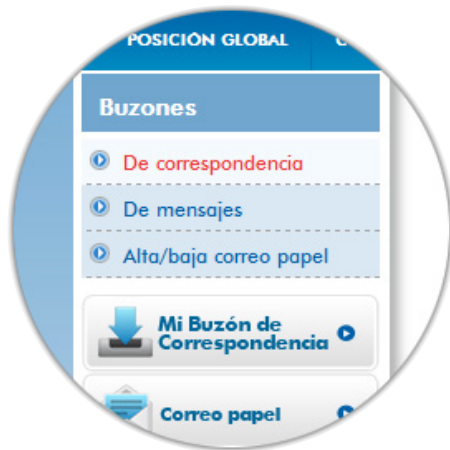 POSICIÓN GLOBAL
Buzones
De correspondencia
De mensajes
Alta/baja correo papel
Mi Buzón de
Correspondencia
Correo papel